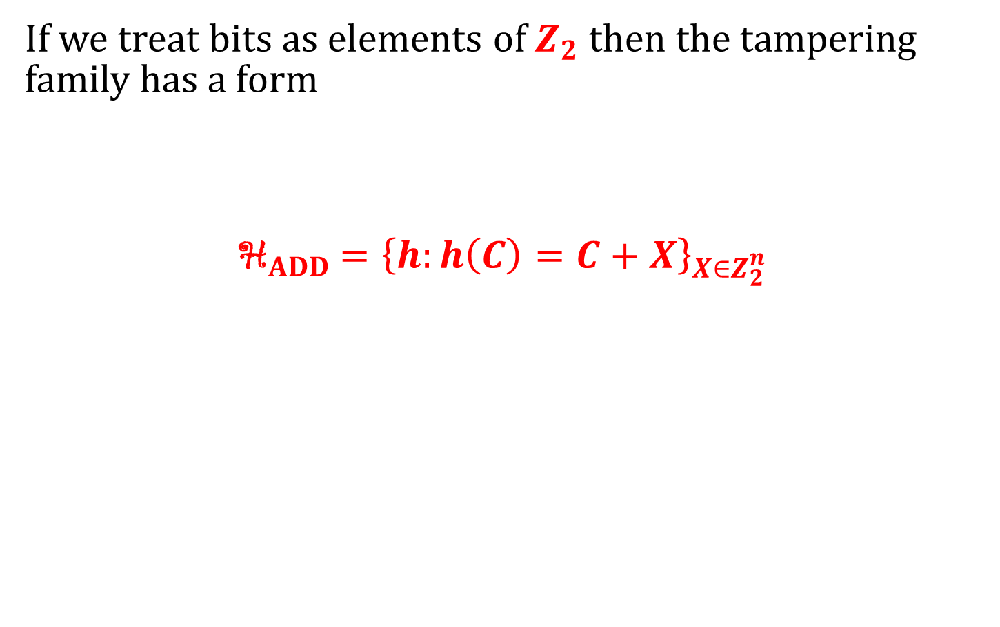 If we treat bits as elements of Z₂ then the tampering
family has a form
ℋ_ADD = {h: h(C) = C + X}_{X∈Z₂ⁿ}